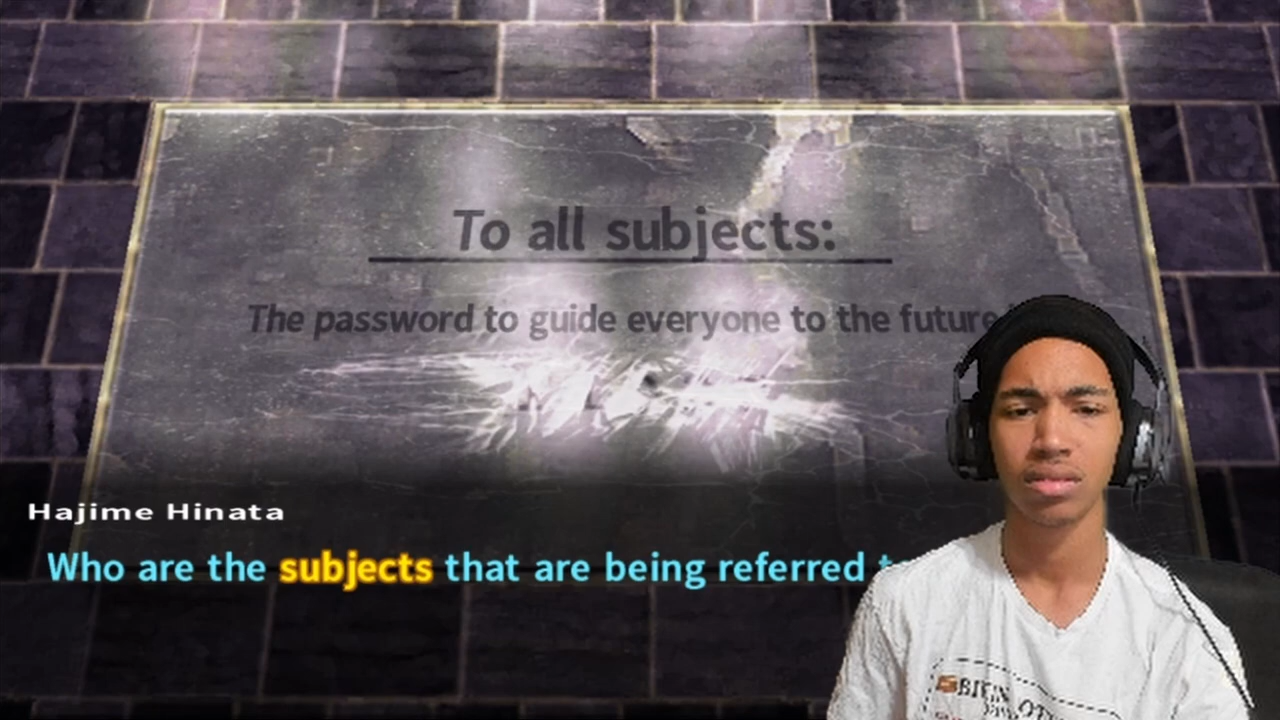 To all subjects:
The password to guide everyone to the future
Hajime Hinata
Who are the subjects that are being referred